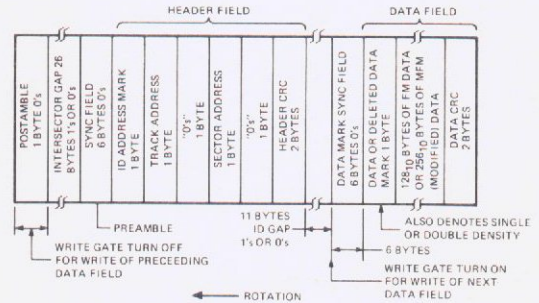 HEADER FIELD
DATA FIELD
POSTAMBLE
1 BYTE 0's
INTERSECTOR GAP 26
BYTES 1's OR 0's
SYNC FIELD
6 BYTES 0's
ID ADDRESS MARK
1 BYTE
TRACK ADDRESS
1 BYTE
"0's"
1 BYTE
SECTOR ADDRESS
1 BYTE
"0's"
1 BYTE
HEADER CRC
2 BYTES
DATA MARK SYNC FIELD
6 BYTES 0's
DATA OR DELETED DATA
MARK 1 BYTE
128₁₀ BYTES OF FM DATA
OR 256₁₀ BYTES OF MFM
(MODIFIED) DATA
DATA CRC
2 BYTES
PREAMBLE
11 BYTES
ID GAP
1's OR 0's
ALSO DENOTES SINGLE
OR DOUBLE DENSITY
6 BYTES
WRITE GATE TURN OFF
FOR WRITE OF PRECEEDING
DATA FIELD
WRITE GATE TURN ON
FOR WRITE OF NEXT
DATA FIELD
ROTATION